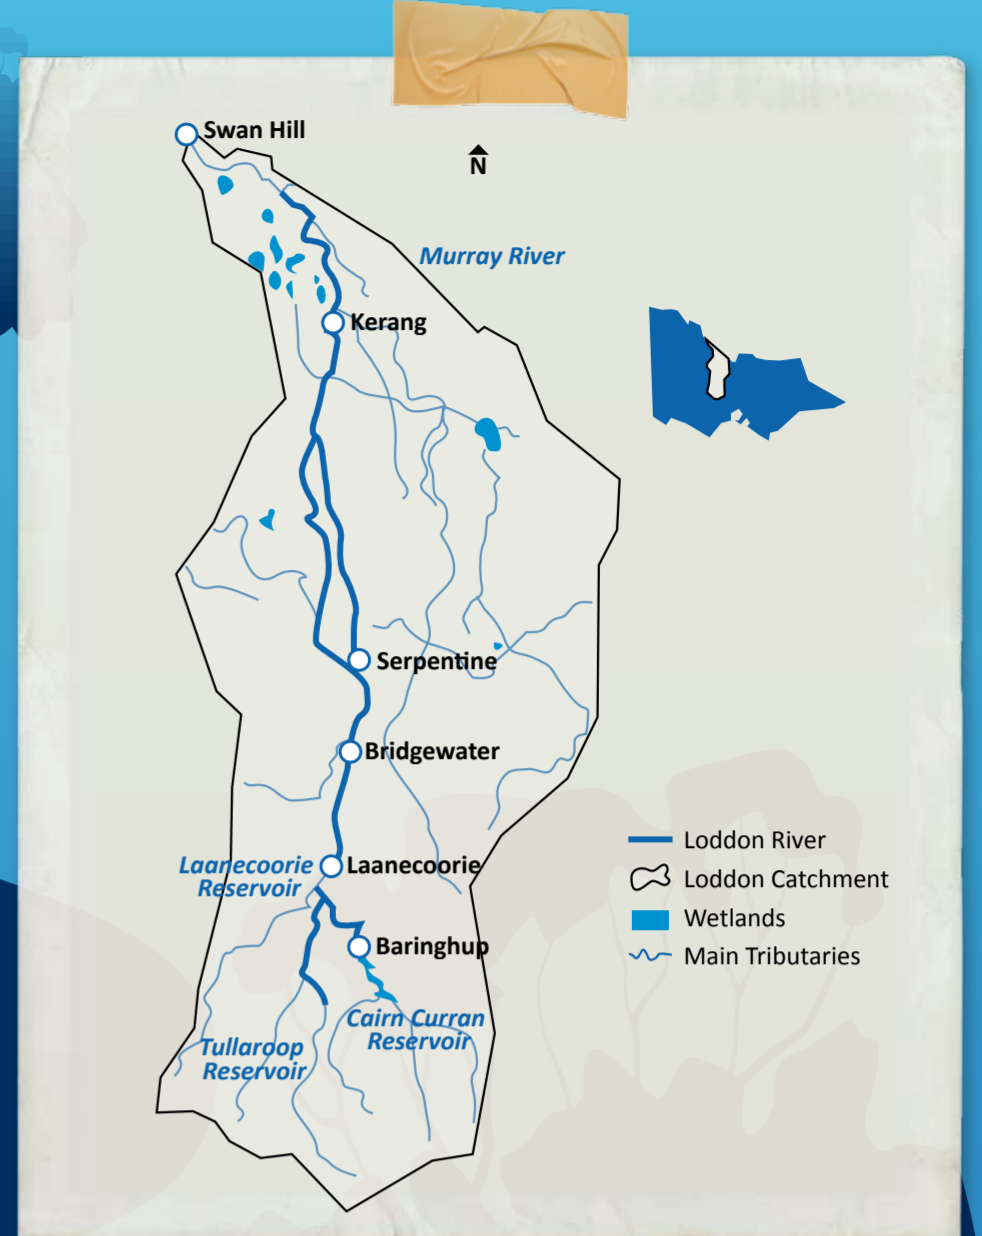 Swan Hill
N
Murray River
Kerang
Serpentine
Bridgewater
Laanecoorie
Reservoir
Laanecoorie
Baringhup
Cairn Curran
Reservoir
Tullaroop
Reservoir
Loddon River
Loddon Catchment
Wetlands
Main Tributaries